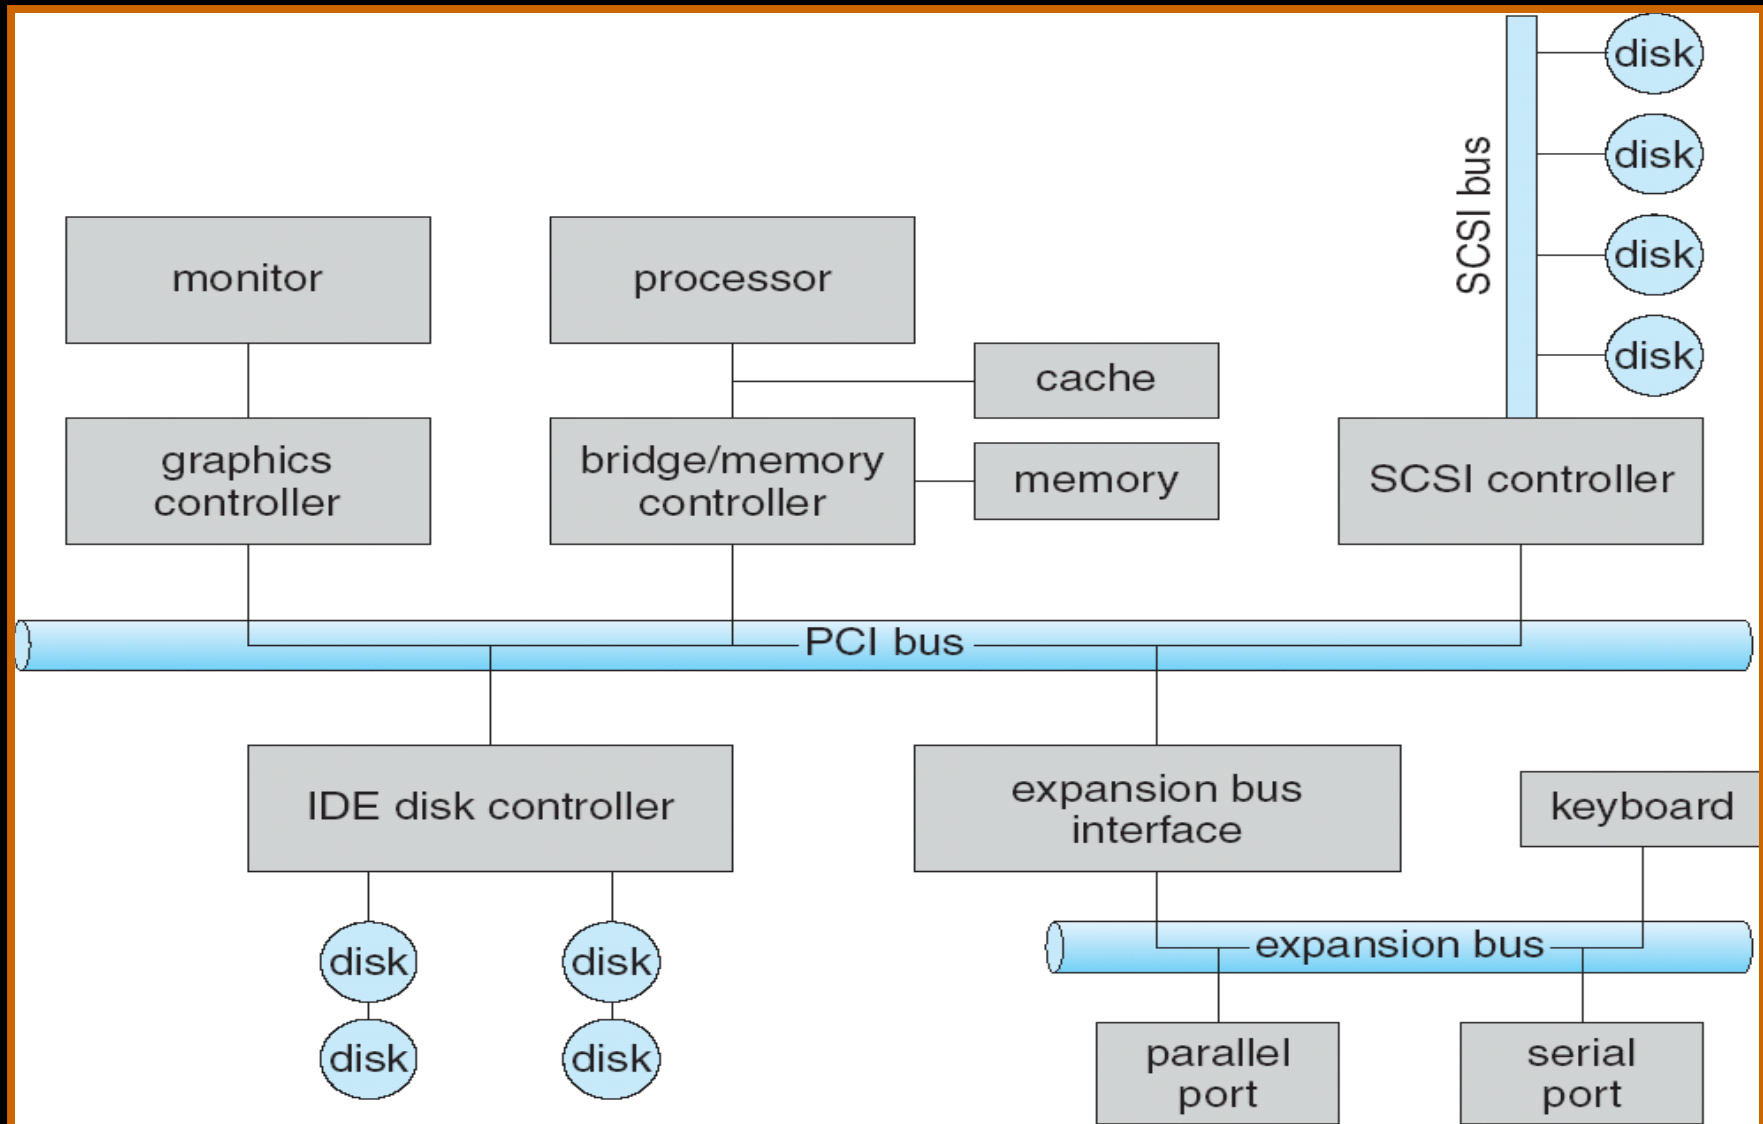 disk
disk
SCSI bus
disk
disk
monitor
processor
cache
graphics
controller
bridge/memory
controller
memory
SCSI controller
PCI bus
IDE disk controller
expansion bus
interface
keyboard
disk
disk
expansion bus
disk
disk
parallel
port
serial
port